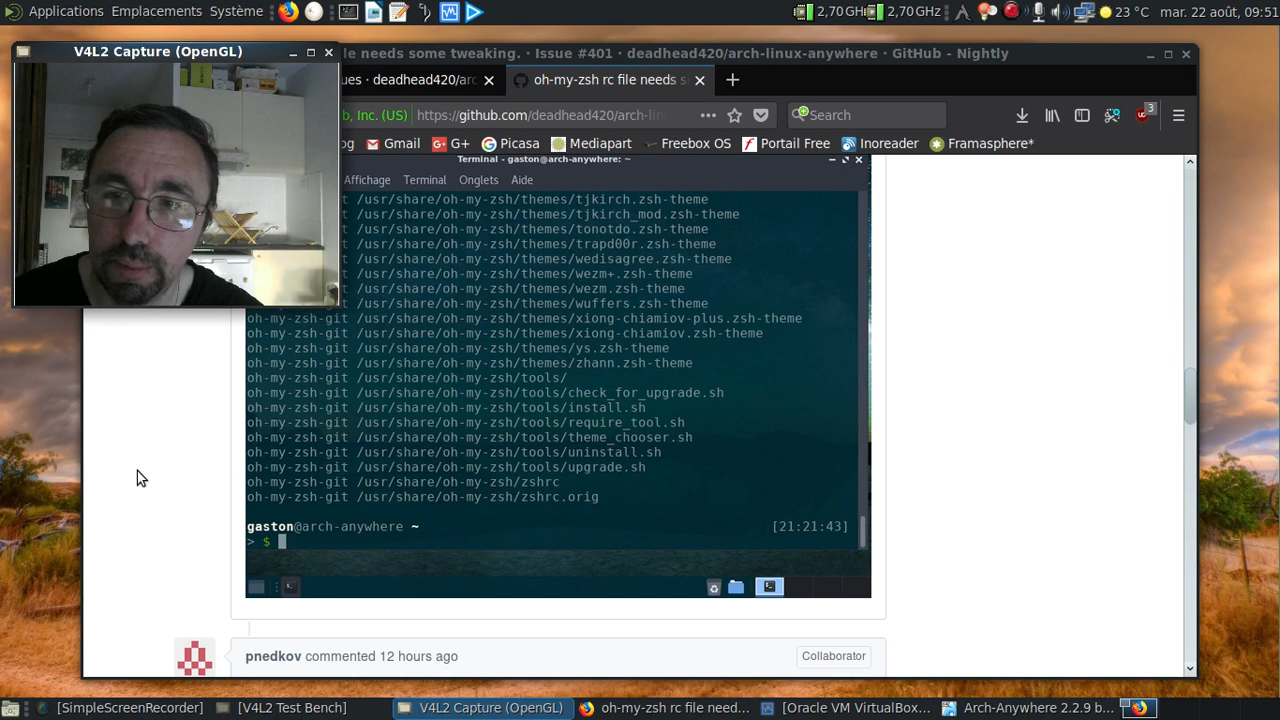 Applications Emplacements Système 2,70 GHz 2,70 GHz 23 °C mar. 22 août, 09:51
V4L2 Capture (OpenGL)
le needs some tweaking. · Issue #401 · deadhead420/arch-linux-anywhere · GitHub - Nightly
ues · deadhead420/arc oh-my-zsh rc file needs s
b, Inc. (US) https://github.com/deadhead420/arch-lin Search 3
og Gmail G+ Picasa Mediapart Freebox OS Portail Free Inoreader Framasphere*
Terminal - gaston@arch-anywhere: ~
Affichage Terminal Onglets Aide
t /usr/share/oh-my-zsh/themes/tjkirch.zsh-theme
t /usr/share/oh-my-zsh/themes/tjkirch_mod.zsh-theme
t /usr/share/oh-my-zsh/themes/tonotdo.zsh-theme
t /usr/share/oh-my-zsh/themes/trapd00r.zsh-theme
t /usr/share/oh-my-zsh/themes/wedisagree.zsh-theme
t /usr/share/oh-my-zsh/themes/wezm+.zsh-theme
t /usr/share/oh-my-zsh/themes/wezm.zsh-theme
t /usr/share/oh-my-zsh/themes/wuffers.zsh-theme
oh-my-zsh-git /usr/share/oh-my-zsh/themes/xiong-chiamiov-plus.zsh-theme
oh-my-zsh-git /usr/share/oh-my-zsh/themes/xiong-chiamiov.zsh-theme
oh-my-zsh-git /usr/share/oh-my-zsh/themes/ys.zsh-theme
oh-my-zsh-git /usr/share/oh-my-zsh/themes/zhann.zsh-theme
oh-my-zsh-git /usr/share/oh-my-zsh/tools/
oh-my-zsh-git /usr/share/oh-my-zsh/tools/check_for_upgrade.sh
oh-my-zsh-git /usr/share/oh-my-zsh/tools/install.sh
oh-my-zsh-git /usr/share/oh-my-zsh/tools/require_tool.sh
oh-my-zsh-git /usr/share/oh-my-zsh/tools/theme_chooser.sh
oh-my-zsh-git /usr/share/oh-my-zsh/tools/uninstall.sh
oh-my-zsh-git /usr/share/oh-my-zsh/tools/upgrade.sh
oh-my-zsh-git /usr/share/oh-my-zsh/zshrc
oh-my-zsh-git /usr/share/oh-my-zsh/zshrc.orig
gaston@arch-anywhere ~ [21:21:43]
> $
pnedkov commented 12 hours ago Collaborator
[SimpleScreenRecorder] [V4L2 Test Bench] V4L2 Capture (OpenGL) oh-my-zsh rc file need... [Oracle VM VirtualBox... Arch-Anywhere 2.2.9 b...